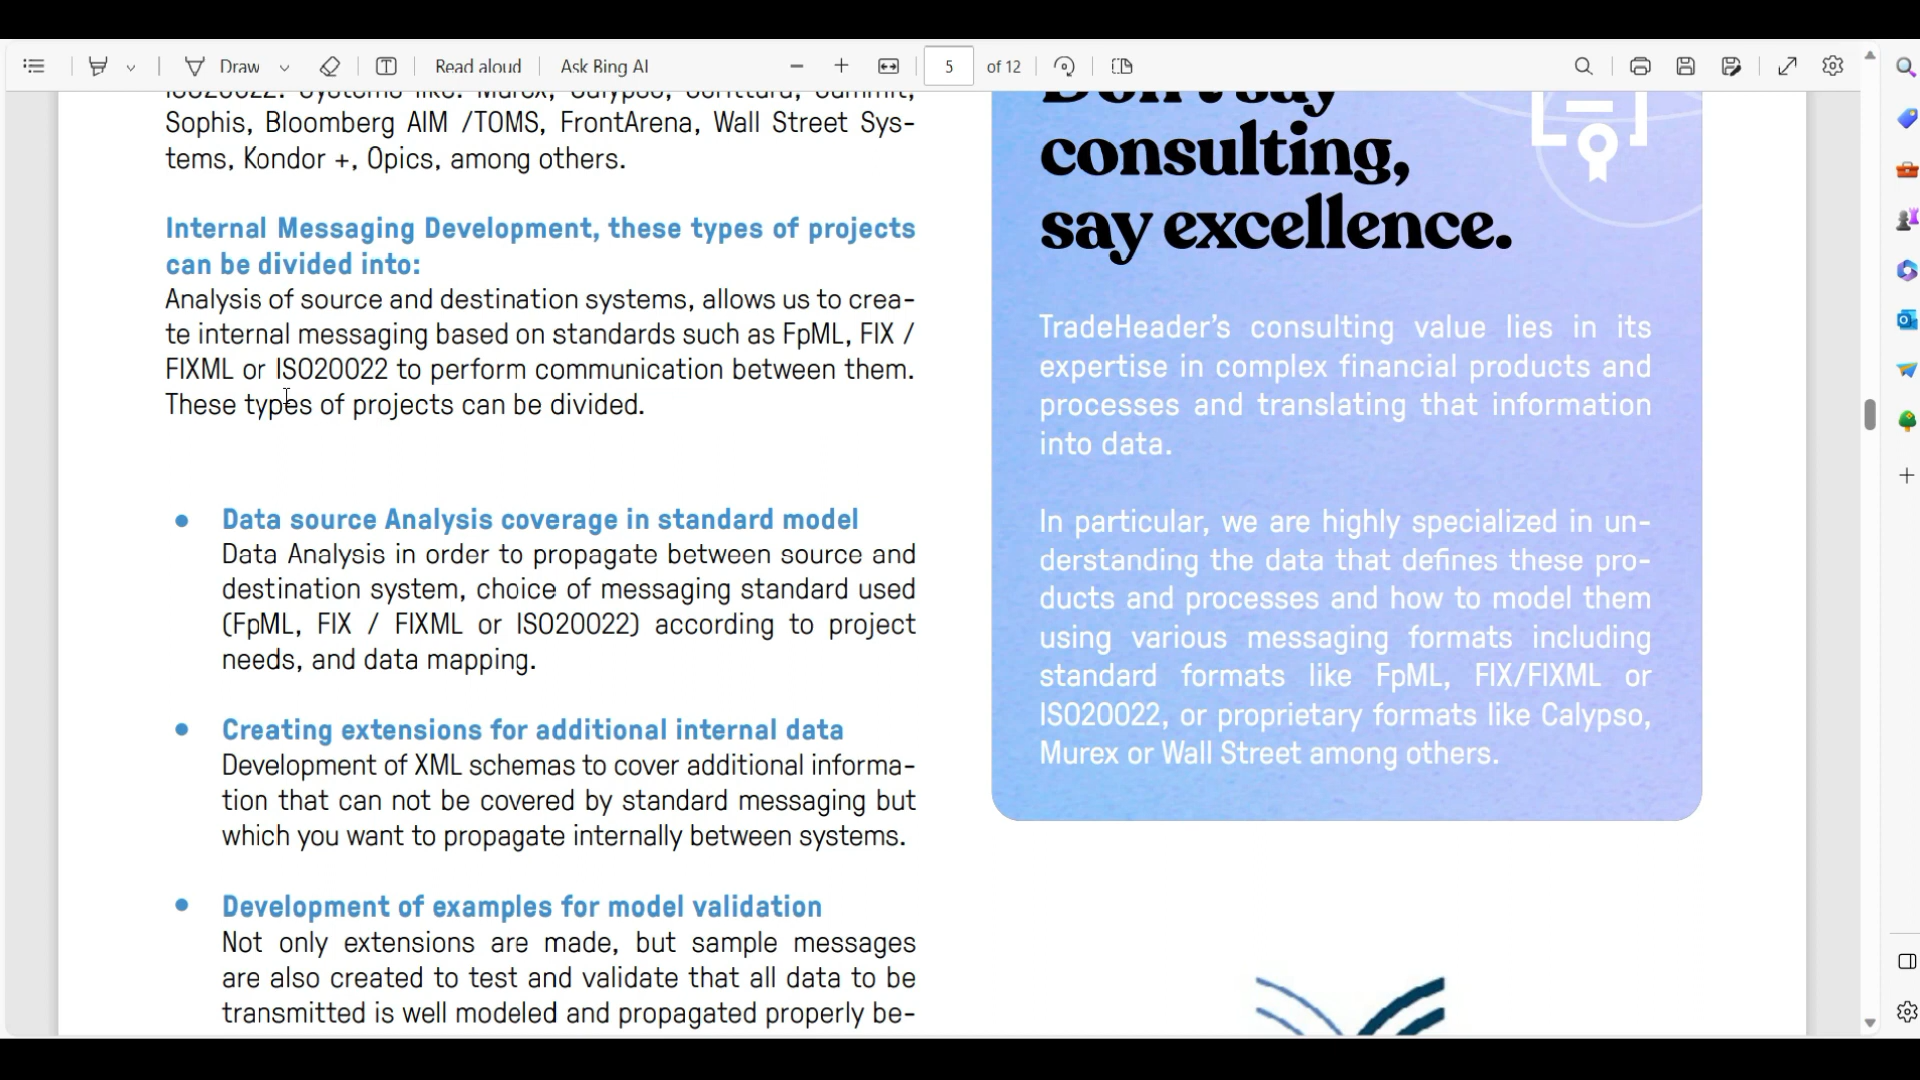 Draw
Read aloud
Ask Bing AI
5
of 12
ISO20022. Systems like: Murex, Calypso, Scrittura, Summit,
Sophis, Bloomberg AIM /TOMS, FrontArena, Wall Street Sys-
tems, Kondor +, Opics, among others.
Internal Messaging Development, these types of projects
can be divided into:
Analysis of source and destination systems, allows us to crea-
te internal messaging based on standards such as FpML, FIX /
FIXML or ISO20022 to perform communication between them.
These types of projects can be divided.
• Data source Analysis coverage in standard model
Data Analysis in order to propagate between source and
destination system, choice of messaging standard used
(FpML, FIX / FIXML or ISO20022) according to project
needs, and data mapping.
• Creating extensions for additional internal data
Development of XML schemas to cover additional informa-
tion that can not be covered by standard messaging but
which you want to propagate internally between systems.
• Development of examples for model validation
Not only extensions are made, but sample messages
are also created to test and validate that all data to be
transmitted is well modeled and propagated properly be-
Don't say
consulting,
say excellence.
TradeHeader's consulting value lies in its
expertise in complex financial products and
processes and translating that information
into data.
In particular, we are highly specialized in un-
derstanding the data that defines these pro-
ducts and processes and how to model them
using various messaging formats including
standard formats like FpML, FIX/FIXML or
ISO20022, or proprietary formats like Calypso,
Murex or Wall Street among others.